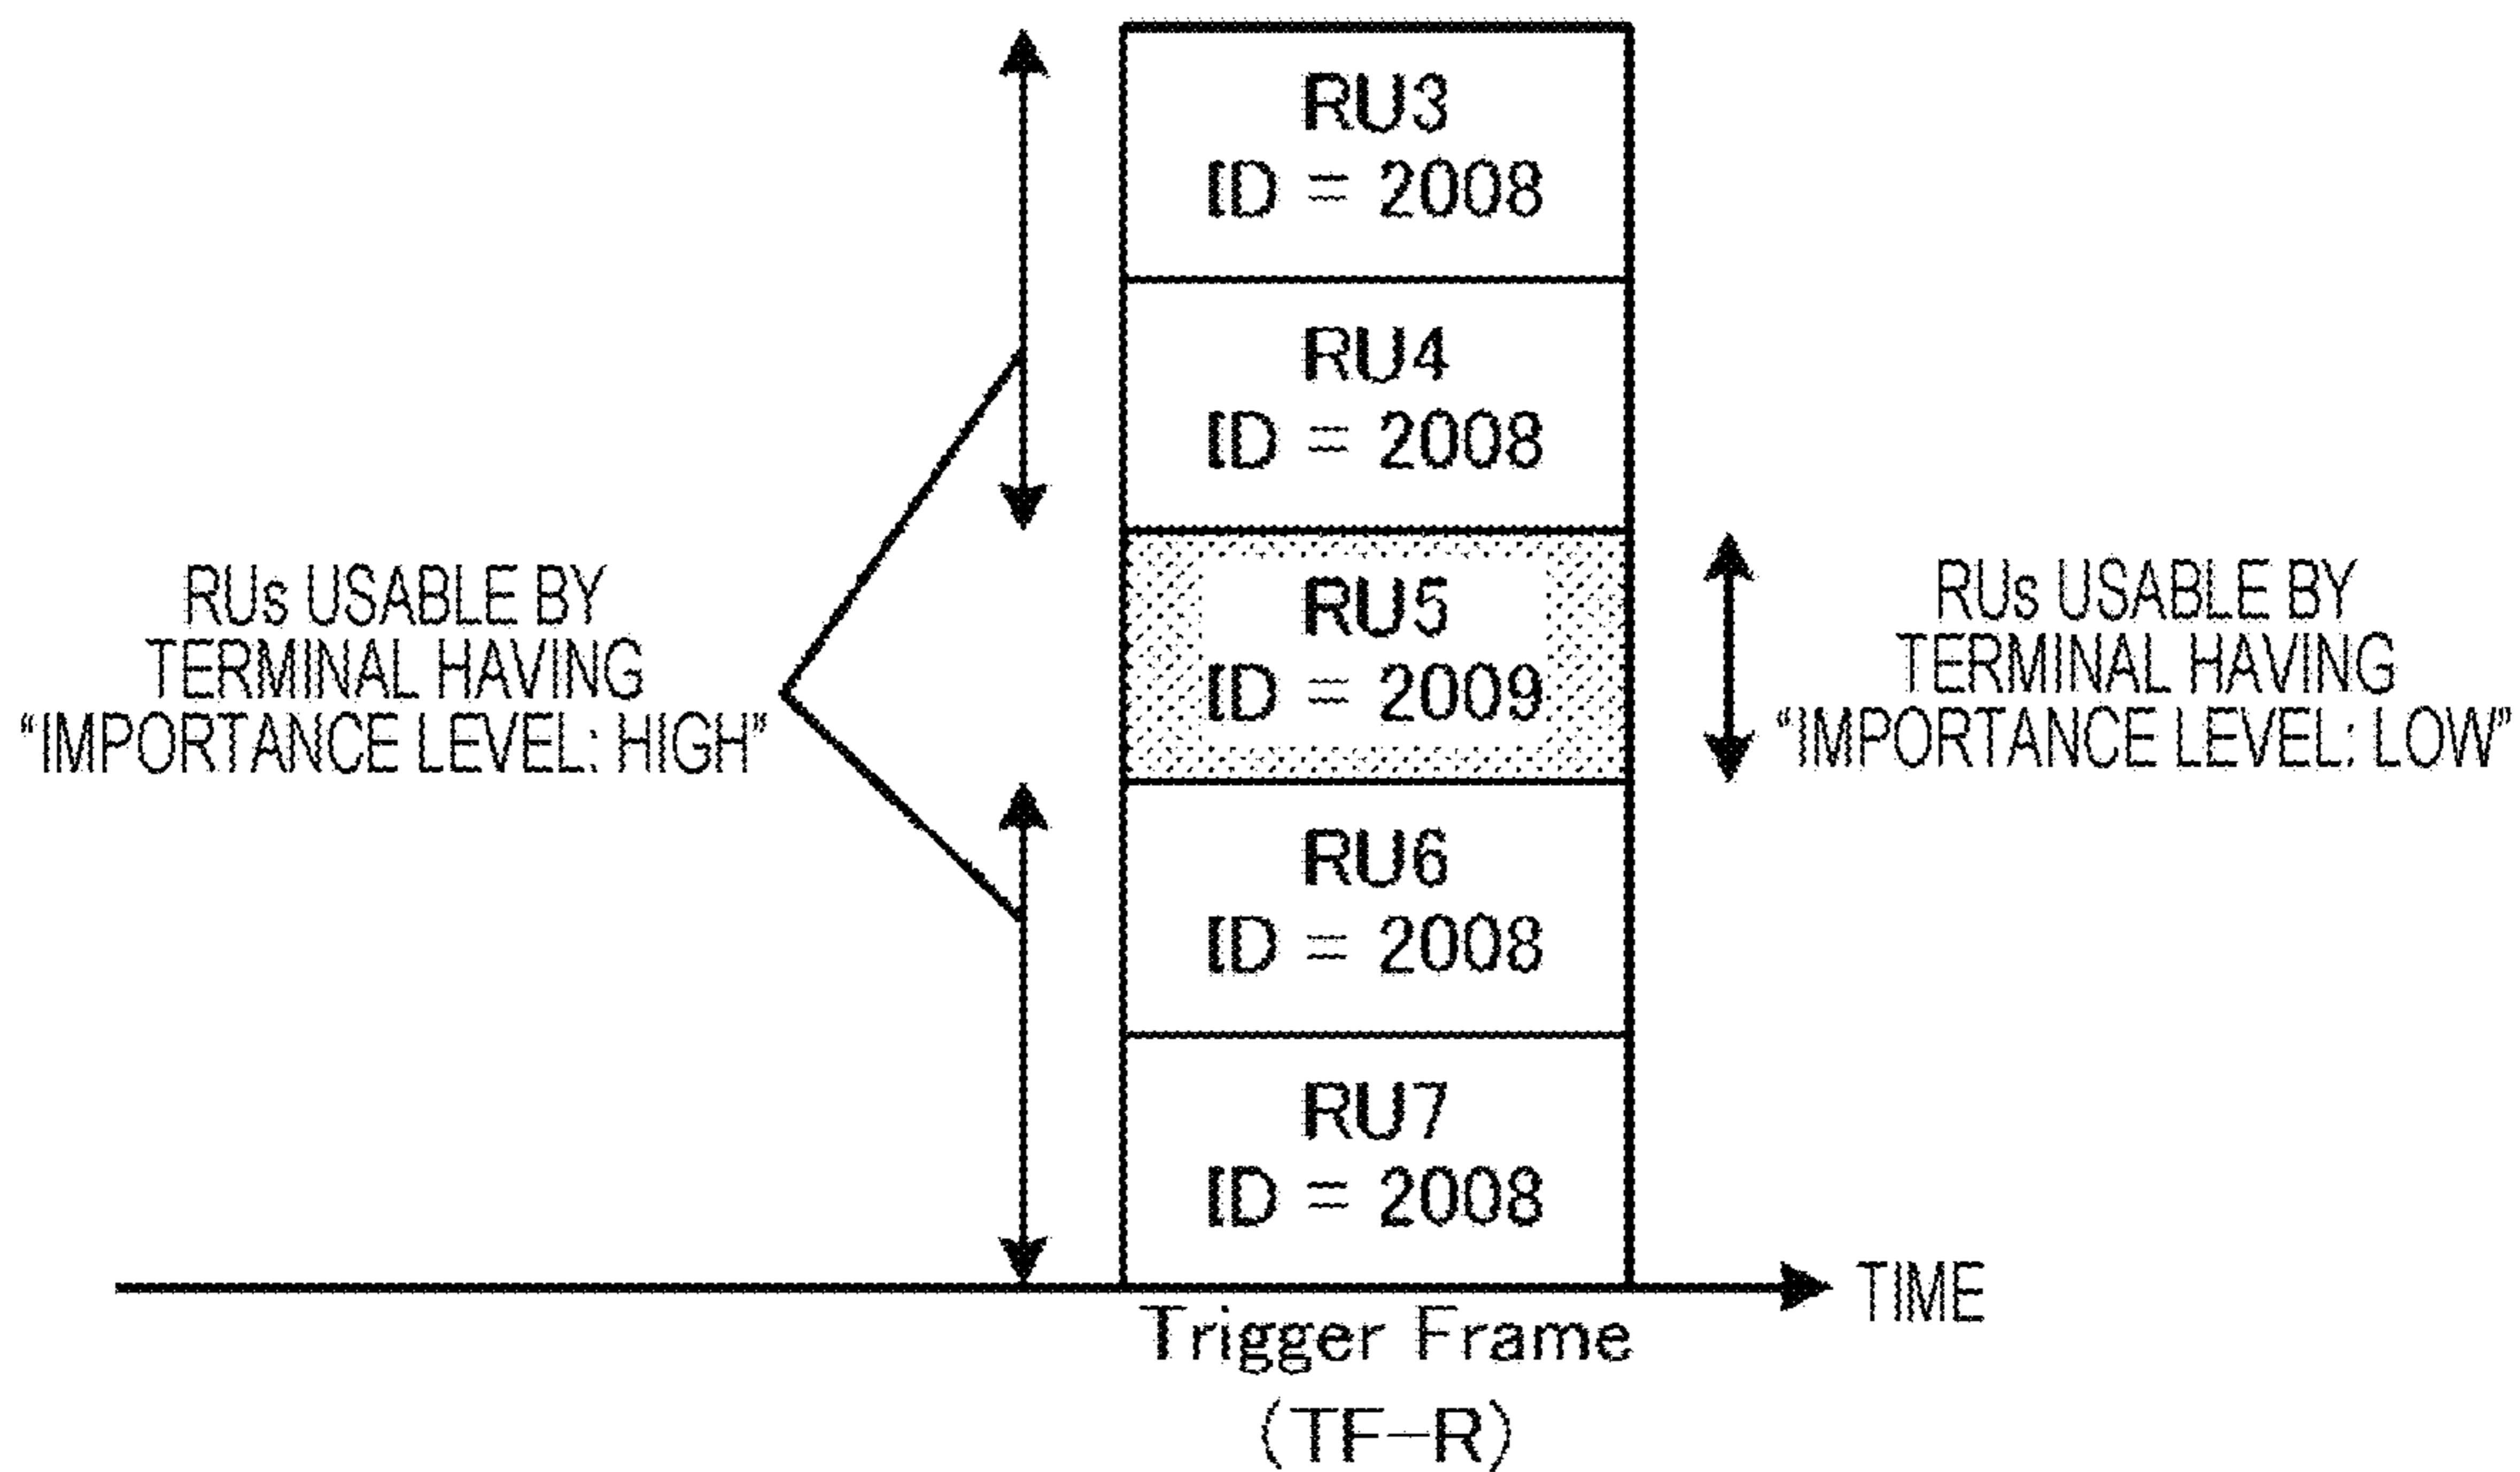 RU3
ID = 2008
RU4
ID = 2008
RUs USABLE BY
TERMINAL HAVING
“IMPORTANCE LEVEL: HIGH”
RU5
ID = 2009
RUs USABLE BY
TERMINAL HAVING
“IMPORTANCE LEVEL: LOW”
RU6
ID = 2008
RU7
ID = 2008
TIME
Trigger Frame
(TF-R)